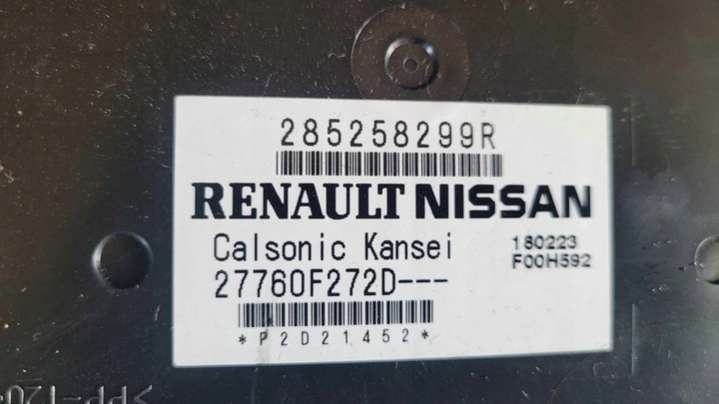 285258299R
RENAULT NISSAN
Calsonic Kansei
180223
F00H592
27760F272D---
*P2D21452*